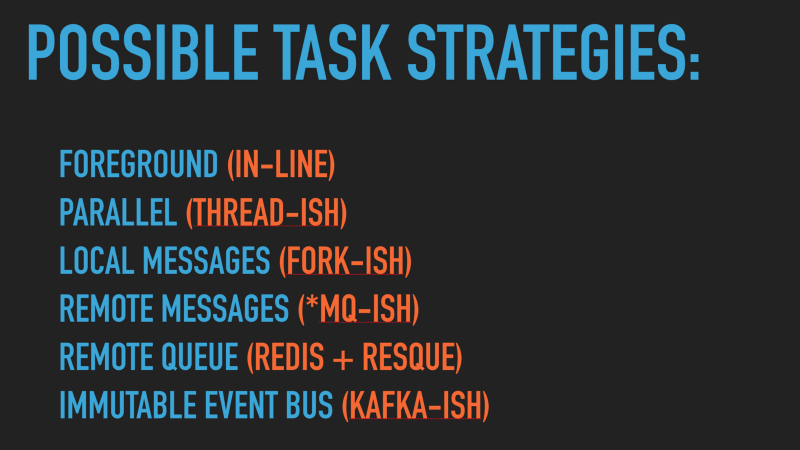 POSSIBLE TASK STRATEGIES:
FOREGROUND (IN-LINE)
PARALLEL (THREAD-ISH)
LOCAL MESSAGES (FORK-ISH)
REMOTE MESSAGES (*MQ-ISH)
REMOTE QUEUE (REDIS + RESQUE)
IMMUTABLE EVENT BUS (KAFKA-ISH)